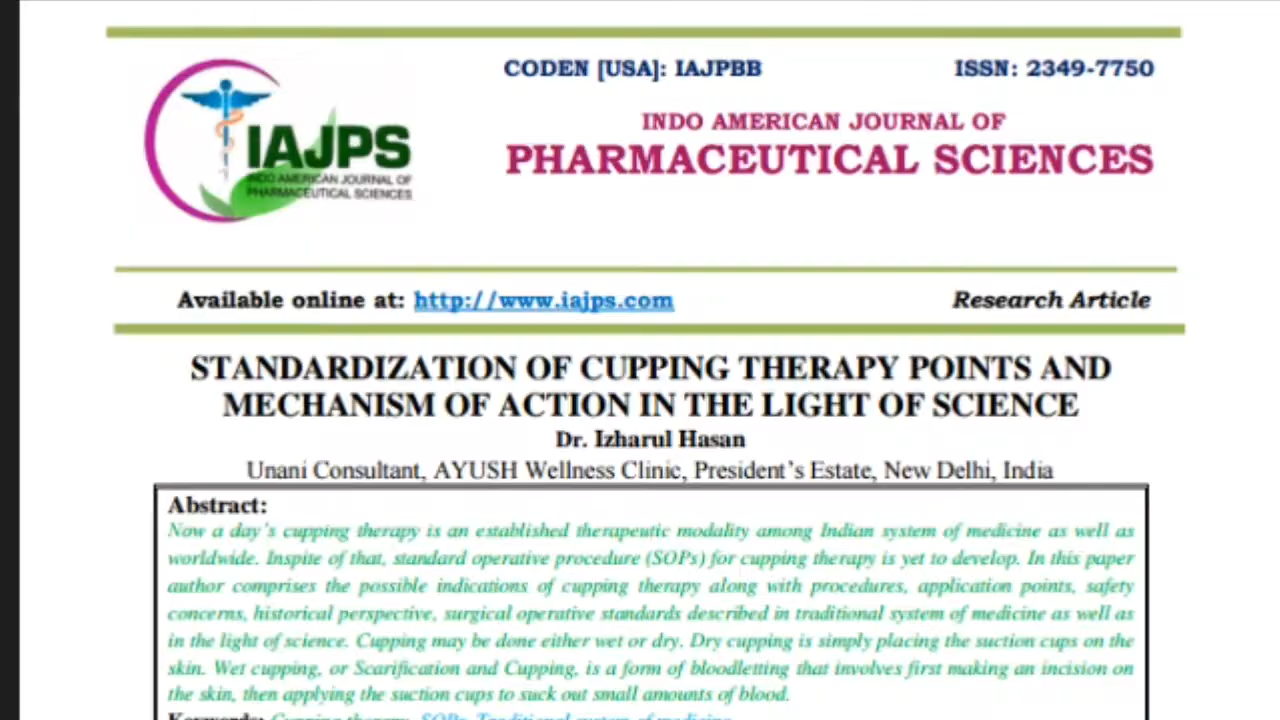 CODEN [USA]: IAJPBB
ISSN: 2349-7750
IAJPS
INDO AMERICAN JOURNAL OF
PHARMACEUTICAL SCIENCES
INDO AMERICAN JOURNAL OF
PHARMACEUTICAL SCIENCES
Available online at: http://www.iajps.com
Research Article
STANDARDIZATION OF CUPPING THERAPY POINTS AND
MECHANISM OF ACTION IN THE LIGHT OF SCIENCE
Dr. Izharul Hasan
Unani Consultant, AYUSH Wellness Clinic, President's Estate, New Delhi, India
Abstract:
Now a day's cupping therapy is an established therapeutic modality among Indian system of medicine as well as
worldwide. Inspite of that, standard operative procedure (SOPs) for cupping therapy is yet to develop. In this paper
author comprises the possible indications of cupping therapy along with procedures, application points, safety
concerns, historical perspective, surgical operative standards described in traditional system of medicine as well as
in the light of science. Cupping may be done either wet or dry. Dry cupping is simply placing the suction cups on the
skin. Wet cupping, or Scarification and Cupping, is a form of bloodletting that involves first making an incision on
the skin, then applying the suction cups to suck out small amounts of blood.
Keywords: Cupping therapy, SOPs, Traditional system of medicine